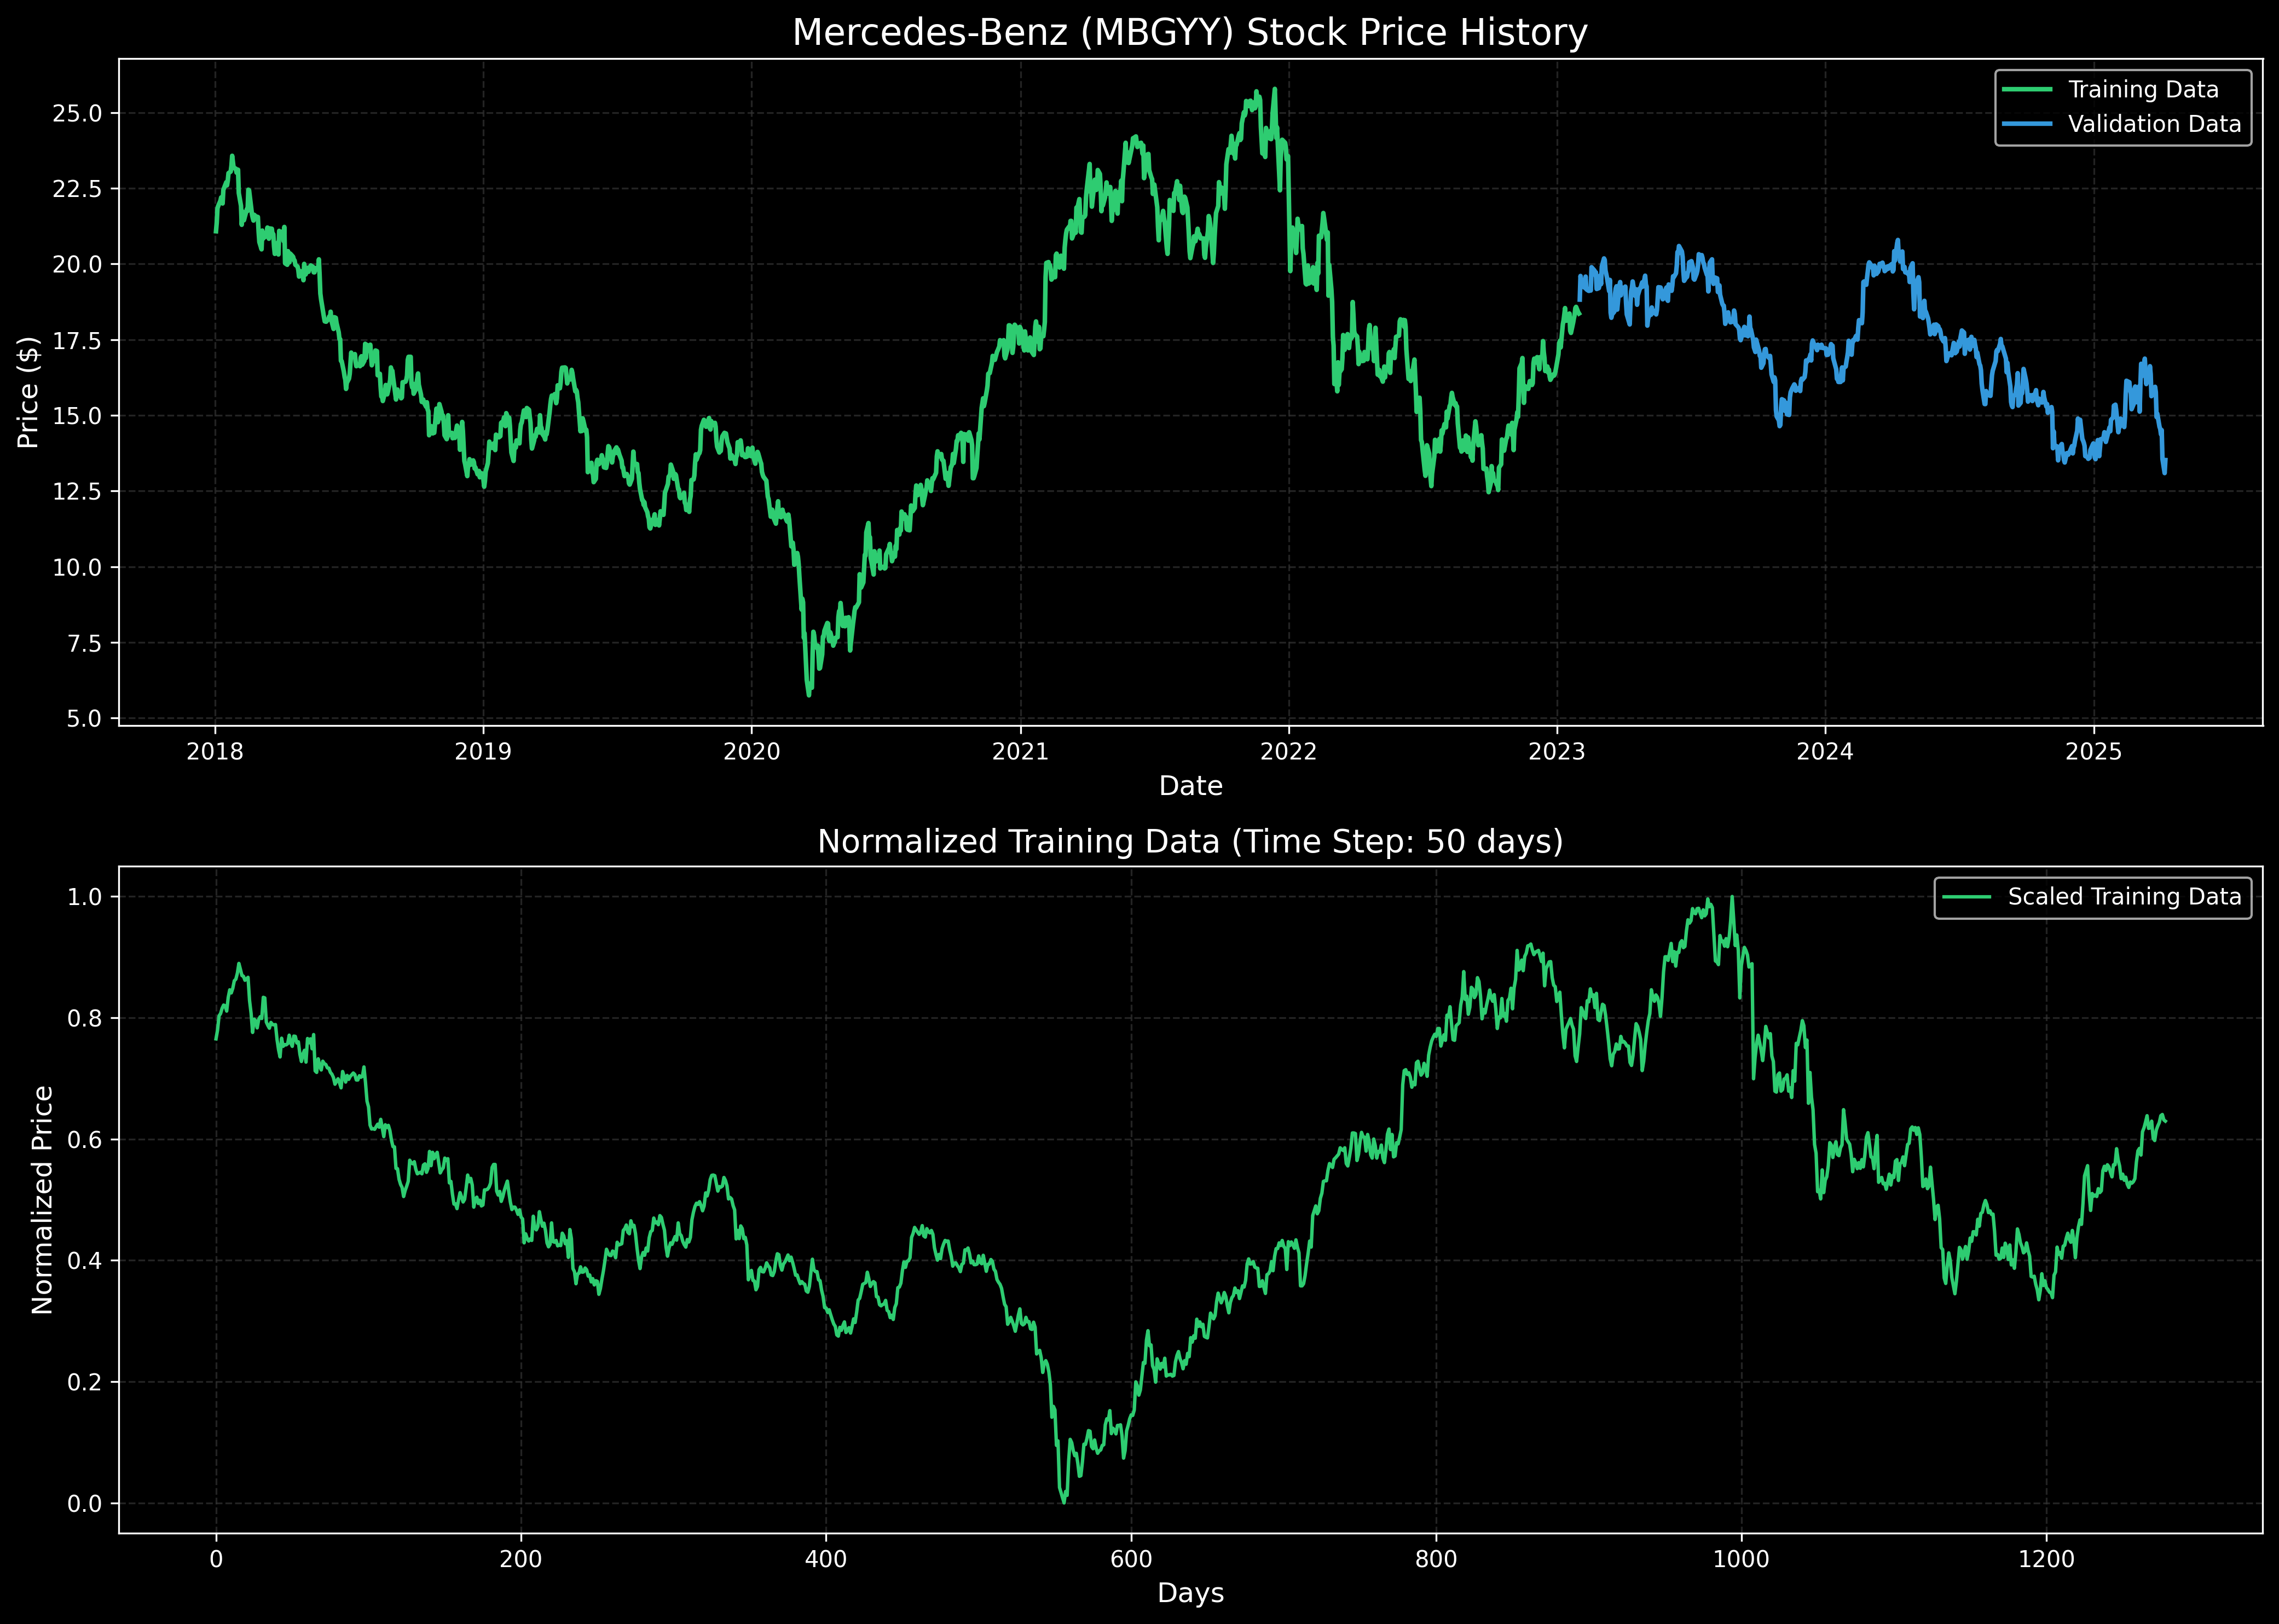 Mercedes-Benz (MBGYY) Stock Price History
Training Data
Validation Data
25.0
22.5
20.0
17.5
15.0
12.5
10.0
7.5
5.0
Price ($)
2018 2019 2020 2021 2022 2023 2024 2025
Date
Normalized Training Data (Time Step: 50 days)
Scaled Training Data
1.0
0.8
0.6
0.4
0.2
0.0
Normalized Price
0 200 400 600 800 1000 1200
Days